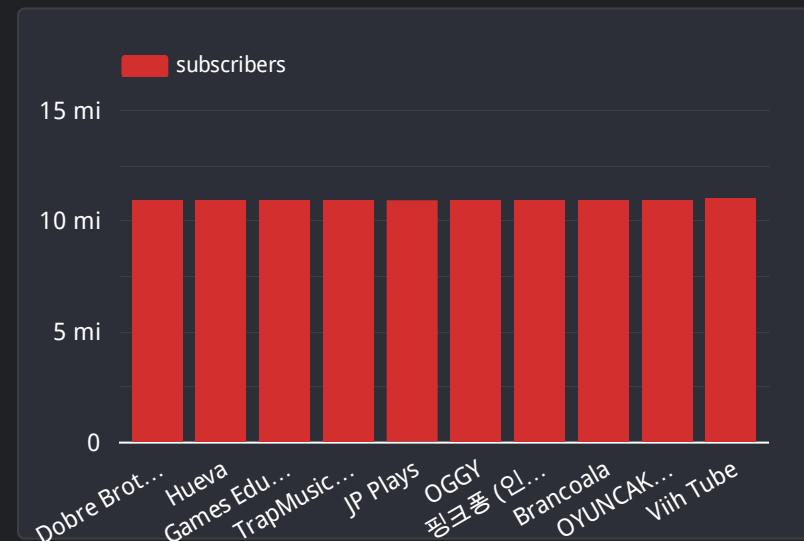 subscribers
15 mi
10 mi
5 mi
0
Dobre Brot...
Hueva
Games Edu...
TrapMusic...
JP Plays
OGGY
핑크퐁 (인...
Brancoala
OYUNCAK...
Viih Tube